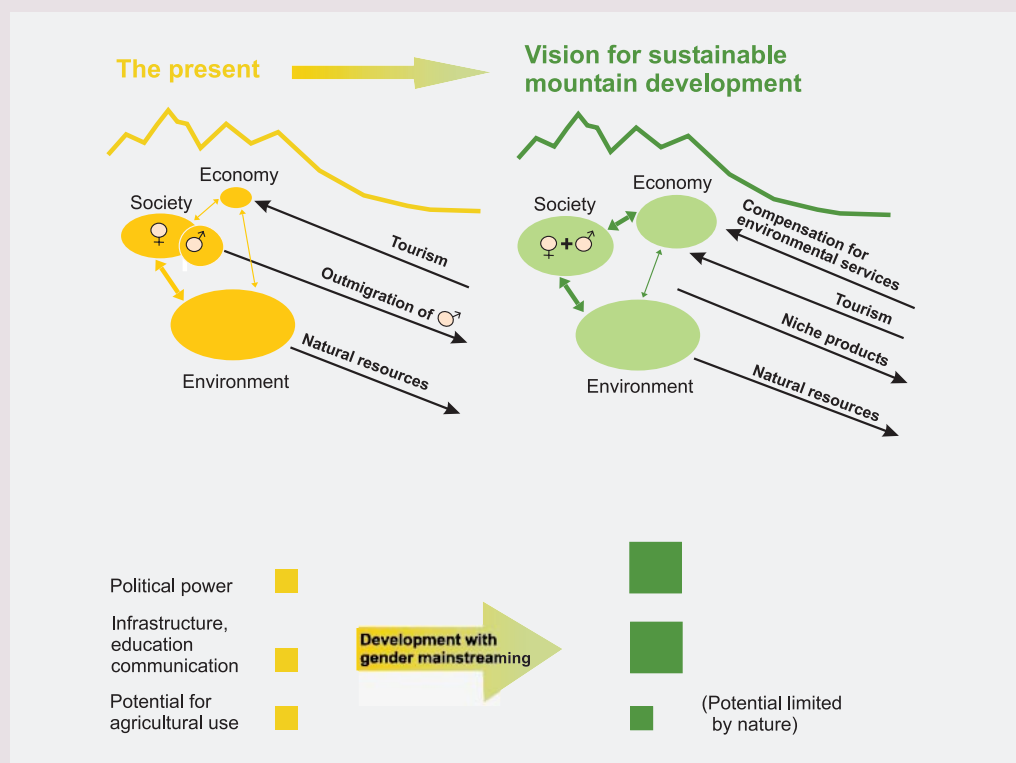 The present
Vision for sustainable
mountain development
Economy
Society
Tourism
Outmigration of ♂
Natural resources
Environment
Economy
Society
♀+♂
Compensation for
environmental services
Tourism
Niche products
Natural resources
Environment
Political power
Infrastructure,
education
communication
Potential for
agricultural use
Development with
gender mainstreaming
(Potential limited
by nature)